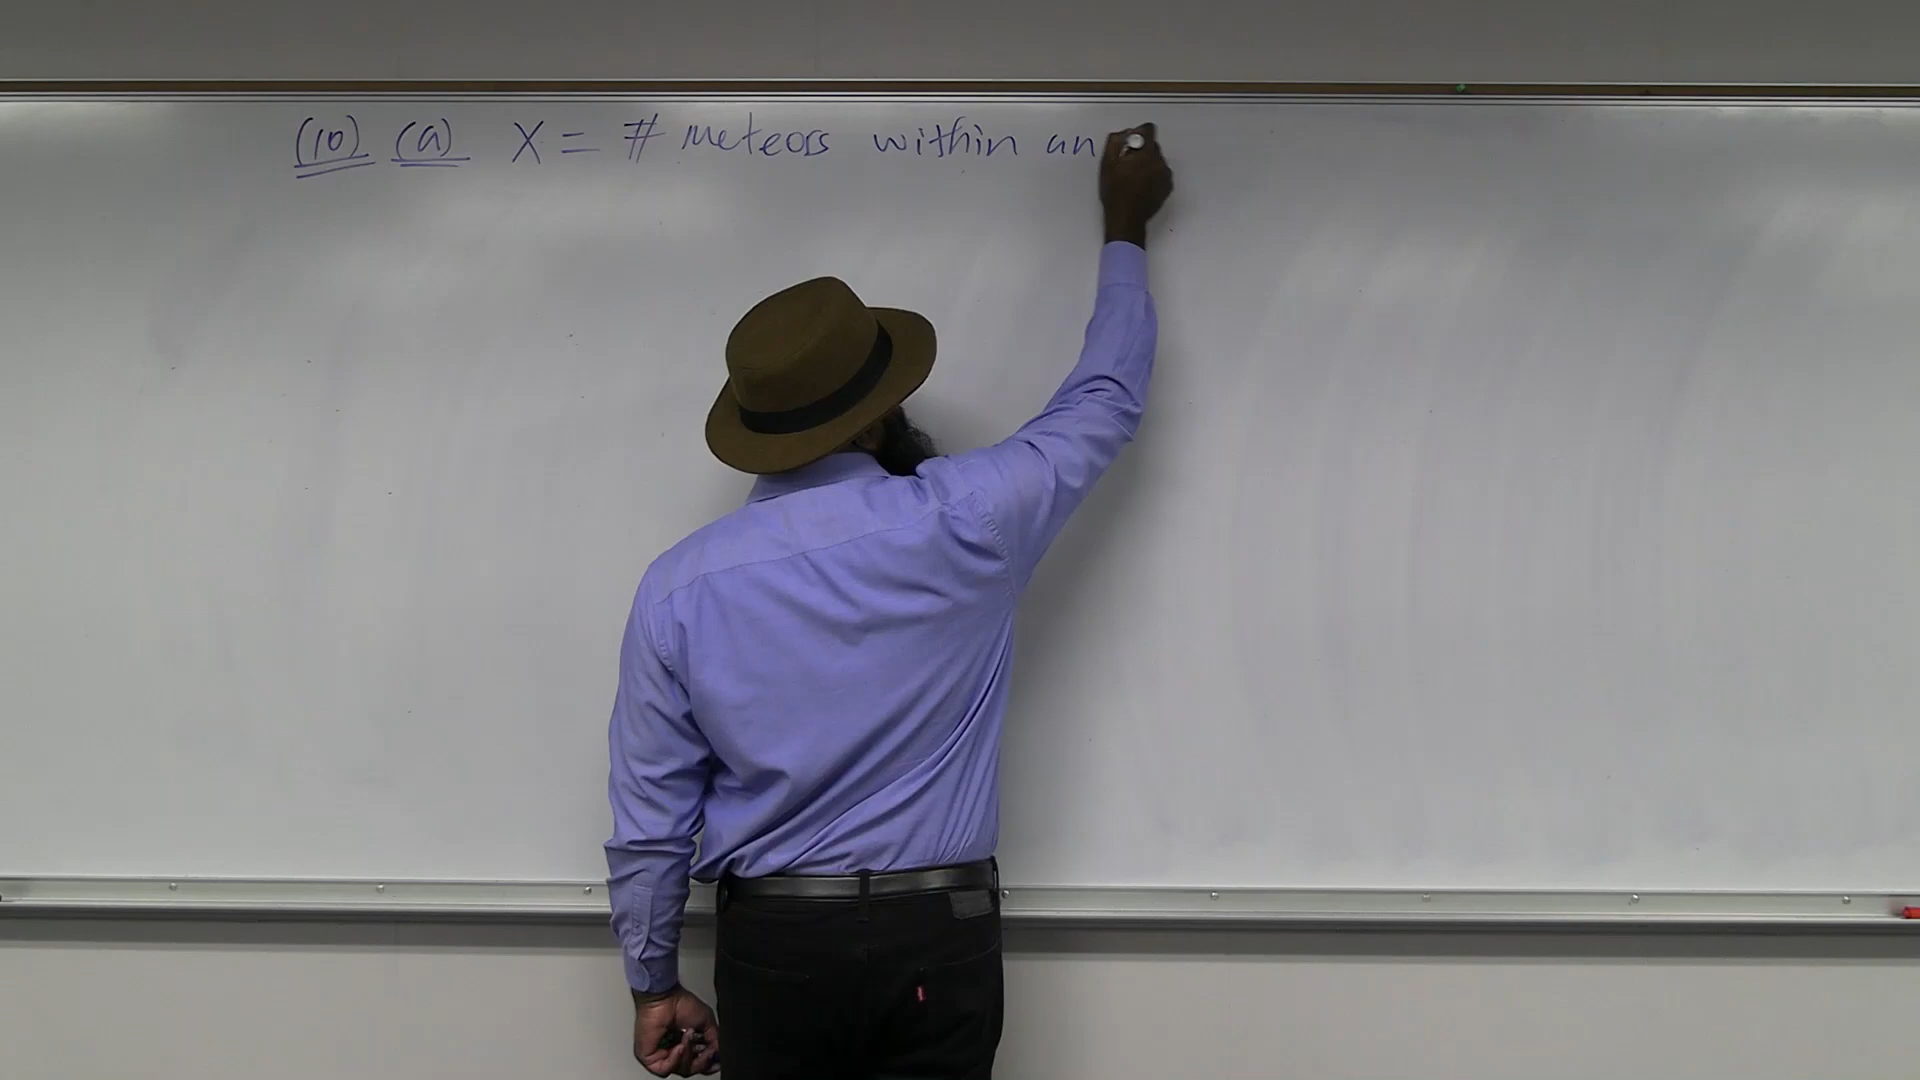 (10) (a) X = # meteors within an